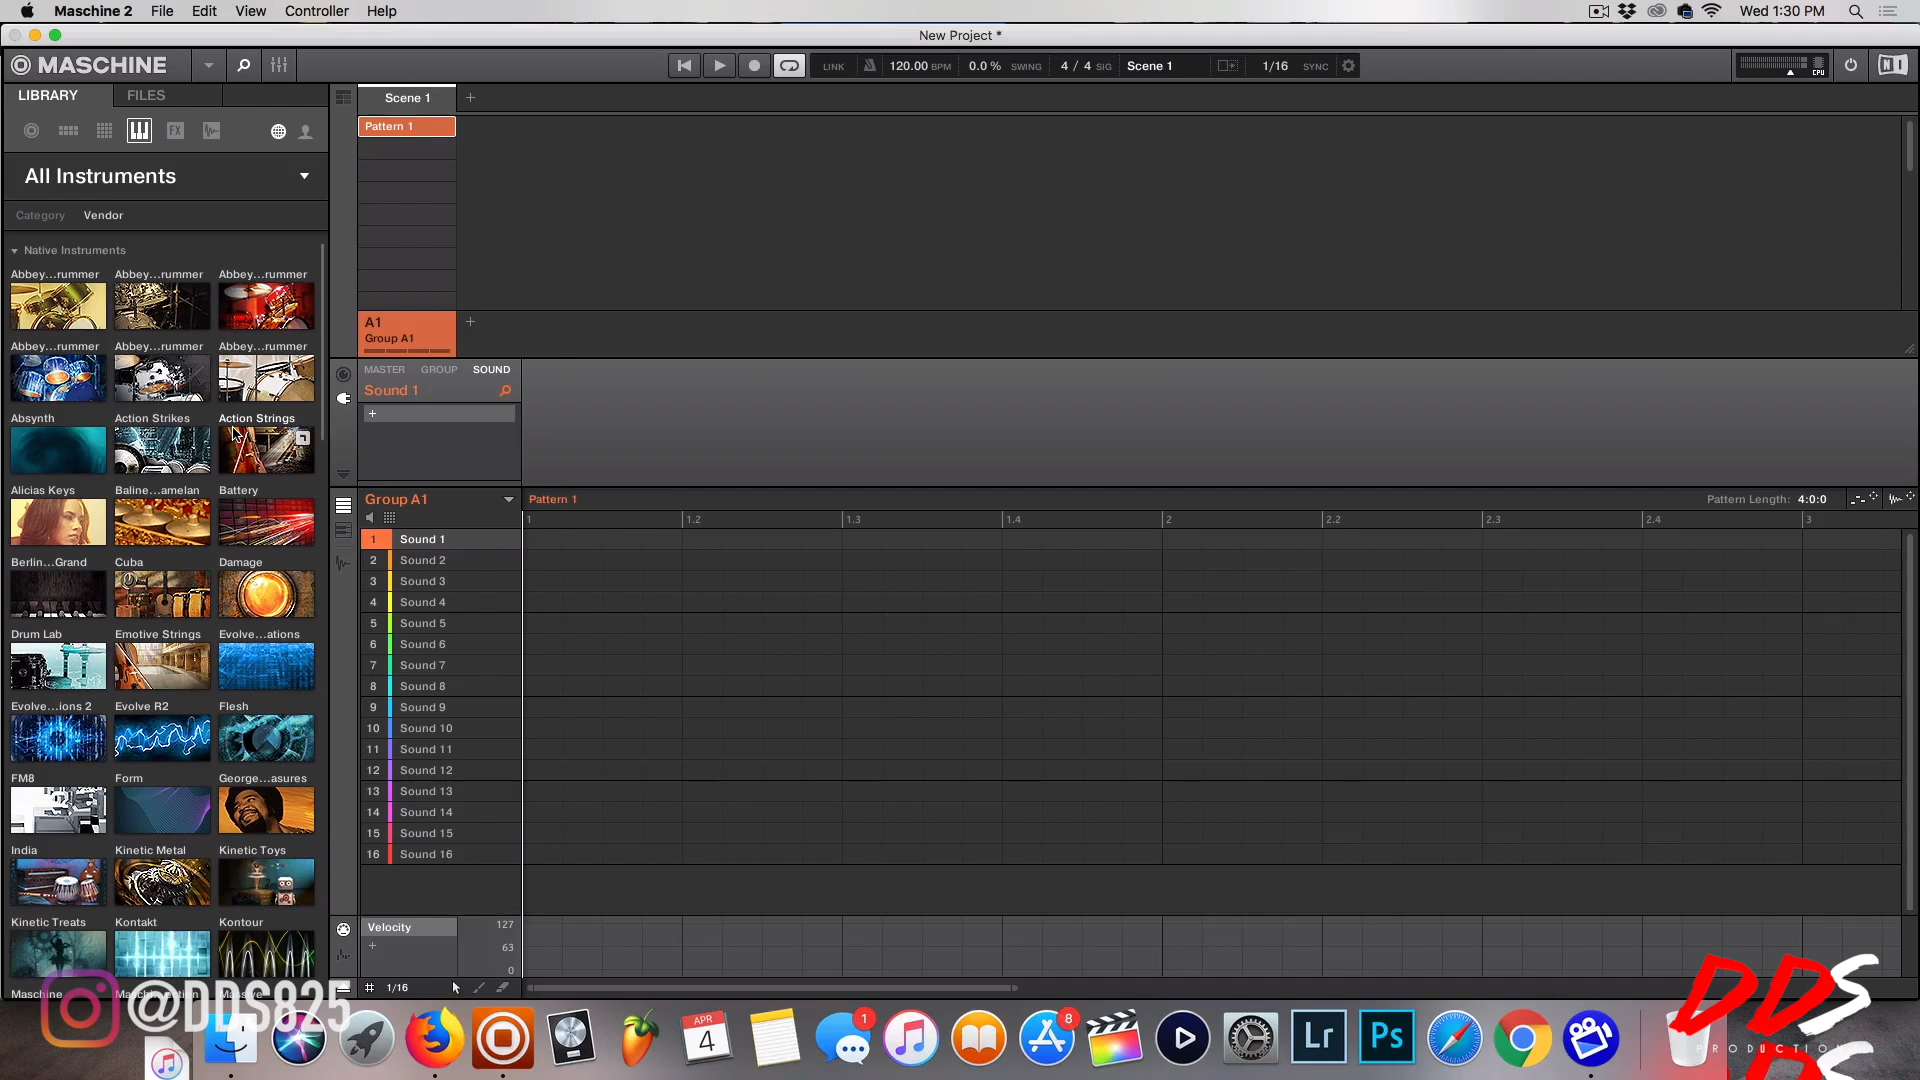 Maschine 2 File Edit View Controller Help Wed 1:30 PM
New Project *
MASCHINE LINK 120.00 BPM 0.0 % SWING 4 / 4 SIG Scene 1 1/16 SYNC CPU
LIBRARY FILES Scene 1 +
Pattern 1
All Instruments
Category Vendor
Native Instruments
Abbey...rummer Abbey...rummer Abbey...rummer
A1 +
Group A1
Abbey...rummer Abbey...rummer Abbey...rummer
MASTER GROUP SOUND
Sound 1
+
Absynth Action Strikes Action Strings
Alicias Keys Baline...amelan Battery
Group A1 Pattern 1 Pattern Length: 4:0:0
1 1.2 1.3 1.4 2 2.2 2.3 2.4 3
1 Sound 1
2 Sound 2
3 Sound 3
4 Sound 4
5 Sound 5
6 Sound 6
7 Sound 7
8 Sound 8
9 Sound 9
10 Sound 10
11 Sound 11
12 Sound 12
13 Sound 13
14 Sound 14
15 Sound 15
16 Sound 16
Berlin...Grand Cuba Damage
Drum Lab Emotive Strings Evolve...ations
Evolve...ions 2 Evolve R2 Flesh
FM8 Form George...asures
India Kinetic Metal Kinetic Toys
Kinetic Treats Kontakt Kontour
Velocity 127
+ 63
0
Maschine
1/16
@DDS825
APR
4
1
8
Lr
Ps
DDS